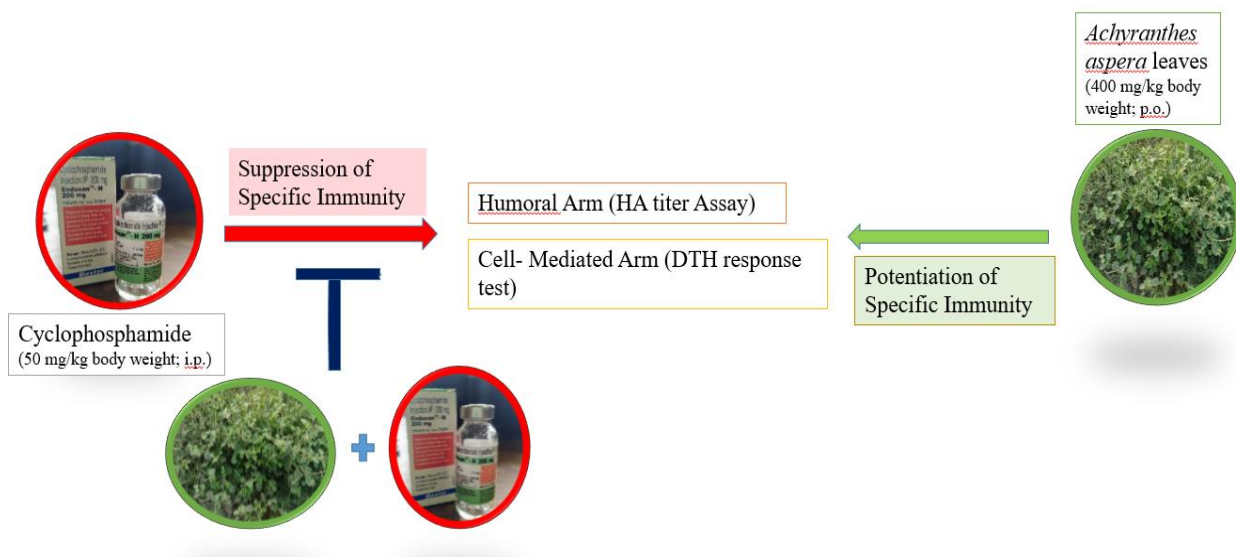 Achyranthes
aspera leaves
(400 mg/kg body
weight; p.o.)
Suppression of
Specific Immunity
Humoral Arm (HA titer Assay)
Cell- Mediated Arm (DTH response
test)
Potentiation of
Specific Immunity
Cyclophosphamide
(50 mg/kg body weight; i.p.)
Endoxan-N
200 mg
Baxter